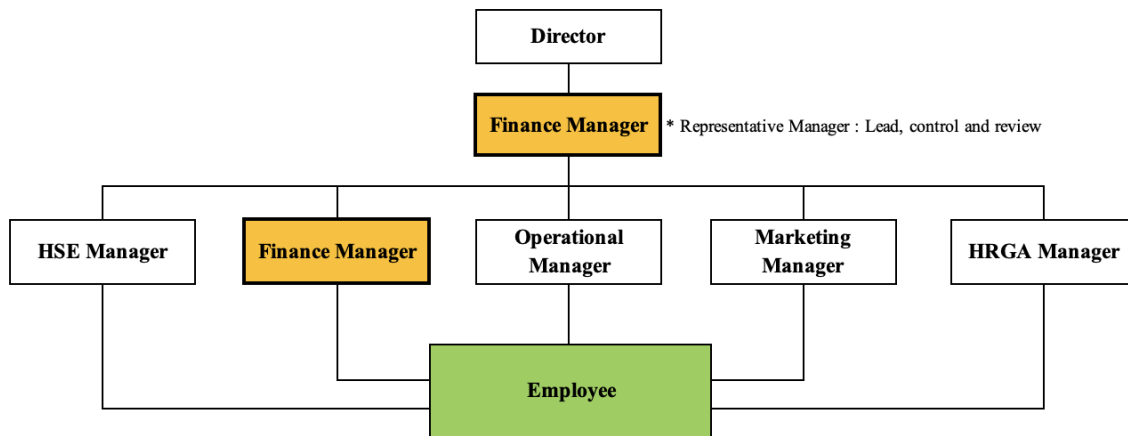 Director
Finance Manager
* Representative Manager : Lead, control and review
HSE Manager
Finance Manager
Operational
Manager
Marketing
Manager
HRGA Manager
Employee